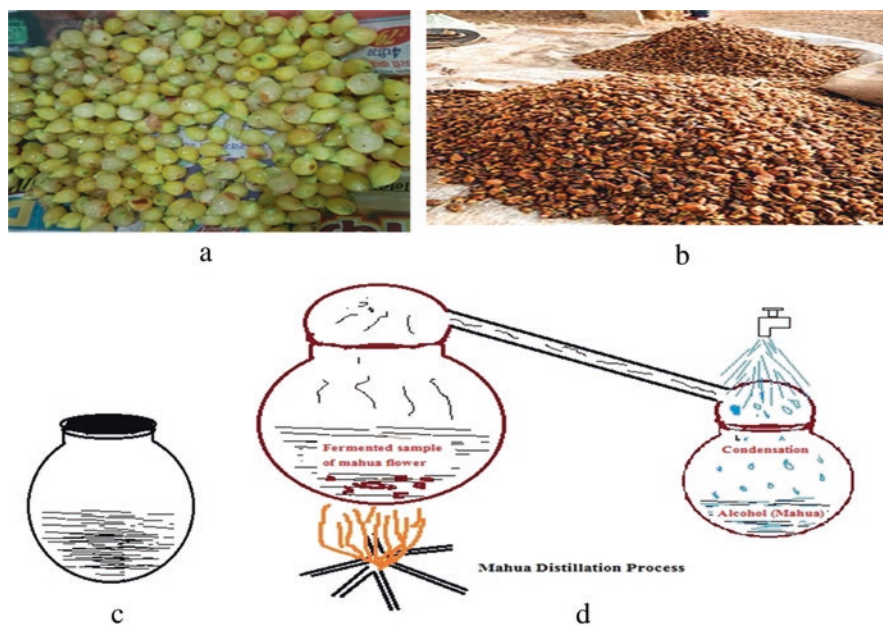 a
b
Fermented sample
of mahua flower
Condensation
Alcohol (Mahua)
Mahua Distillation Process
c
d